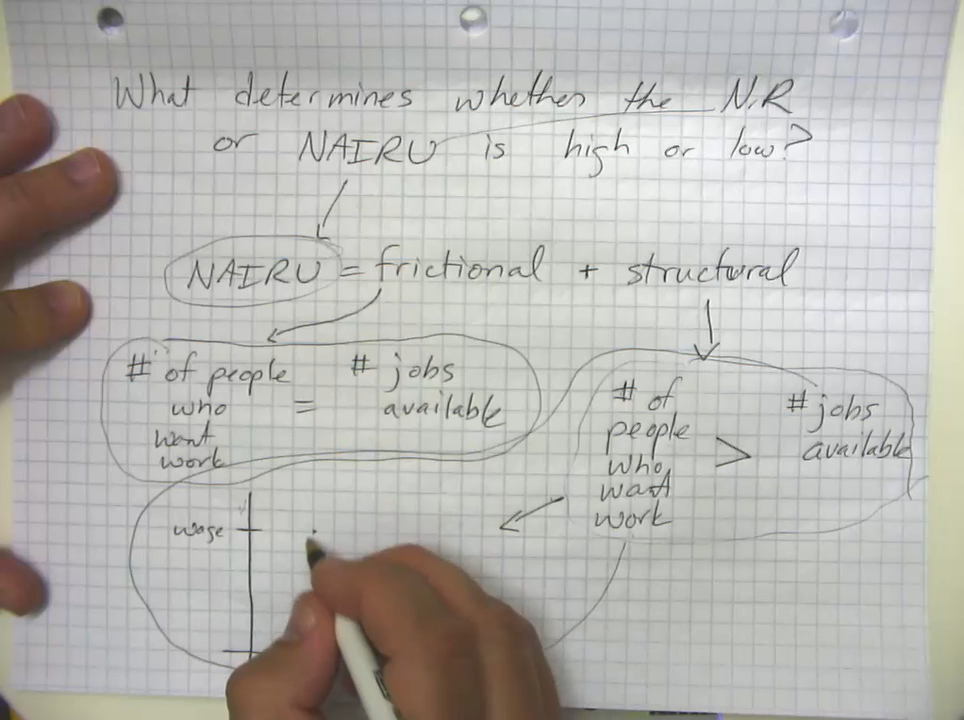 What determines whether the N.R
or NAIRU is high or low?
NAIRU = frictional + structural
# of people
who
want
work
=
# jobs
available
# of
people
who
want
work
>
# jobs
available
wage